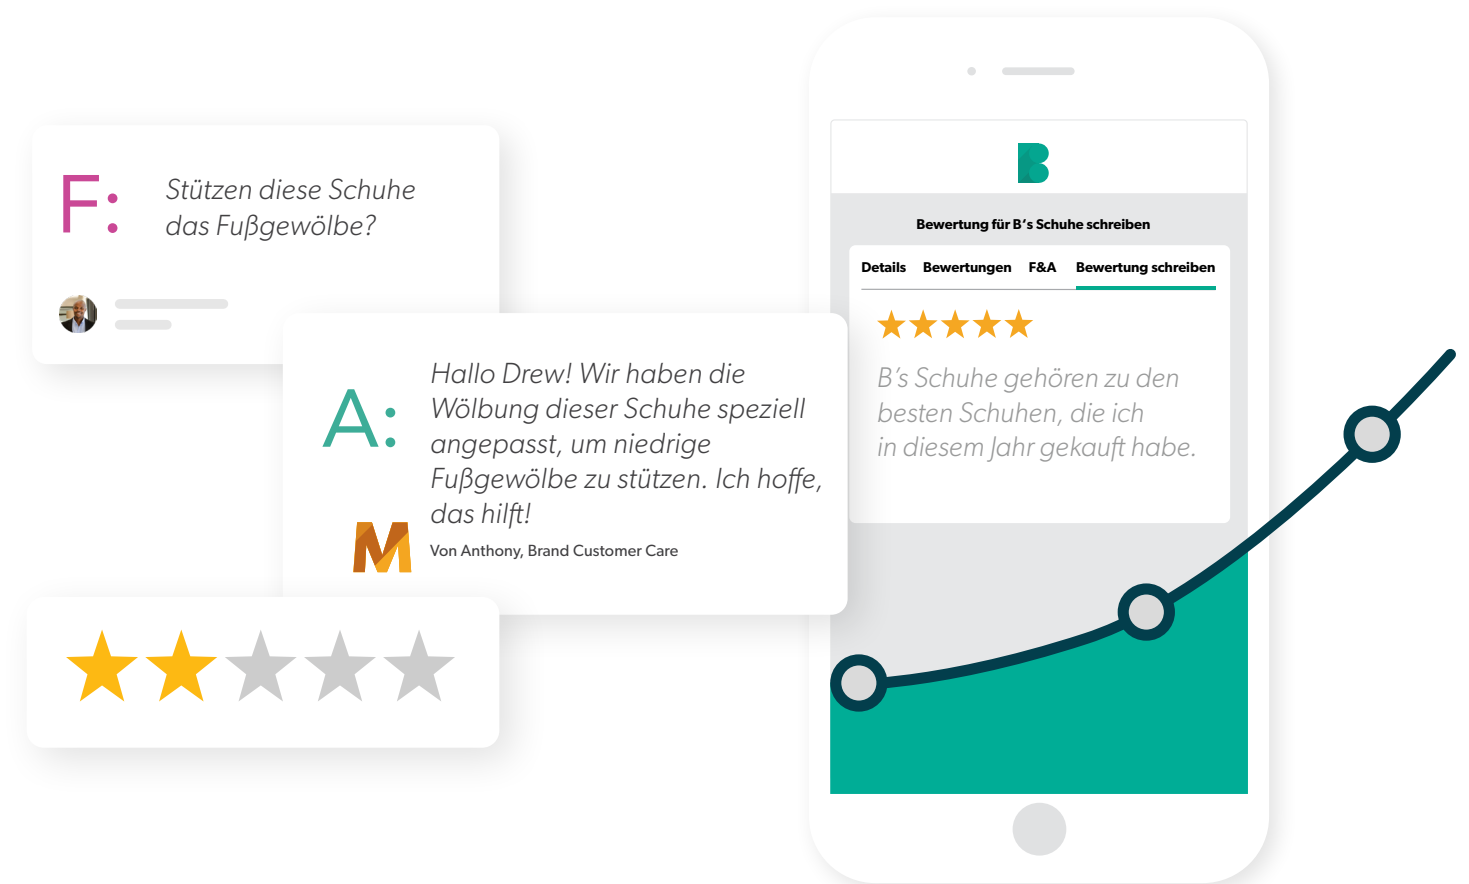 F:
Stützen diese Schuhe
das Fußgewölbe?
A:
Hallo Drew! Wir haben die
Wölbung dieser Schuhe speziell
angepasst, um niedrige
Fußgewölbe zu stützen. Ich hoffe,
das hilft!
M
Von Anthony, Brand Customer Care
B
Bewertung für B‘s Schuhe schreiben
Details Bewertungen F&A Bewertung schreiben
B’s Schuhe gehören zu den
besten Schuhen, die ich
in diesem Jahr gekauft habe.